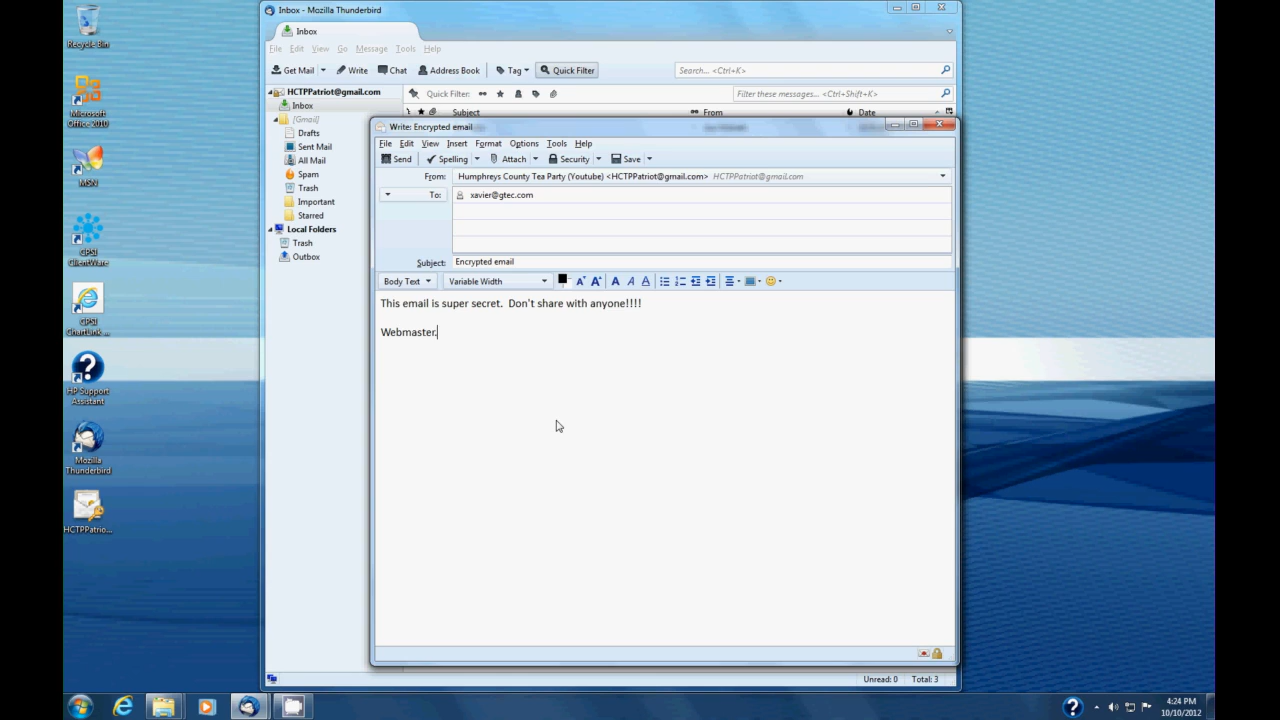 Recycle Bin
Microsoft Office 2010
MSN
CPSI ClientWare
CPSI ChartLink ...
HP Support Assistant
Mozilla Thunderbird
HCTPPatrio...
Inbox - Mozilla Thunderbird
Inbox
File Edit View Go Message Tools Help
Get Mail Write Chat Address Book Tag Quick Filter Search... <Ctrl+K>
HCTPPatriot@gmail.com
Quick Filter: Filter these messages... <Ctrl+Shift+K>
Inbox
Subject From Date
[Gmail]
Drafts
Sent Mail
All Mail
Spam
Trash
Important
Starred
Local Folders
Trash
Outbox
Write: Encrypted email
File Edit View Insert Format Options Tools Help
Send Spelling Attach Security Save
From: Humphreys County Tea Party (Youtube) <HCTPPatriot@gmail.com> HCTPPatriot@gmail.com
To: xavier@gtec.com
Subject: Encrypted email
Body Text Variable Width
This email is super secret. Don't share with anyone!!!!
Webmaster.
Unread: 0 Total: 3
4:24 PM
10/10/2012